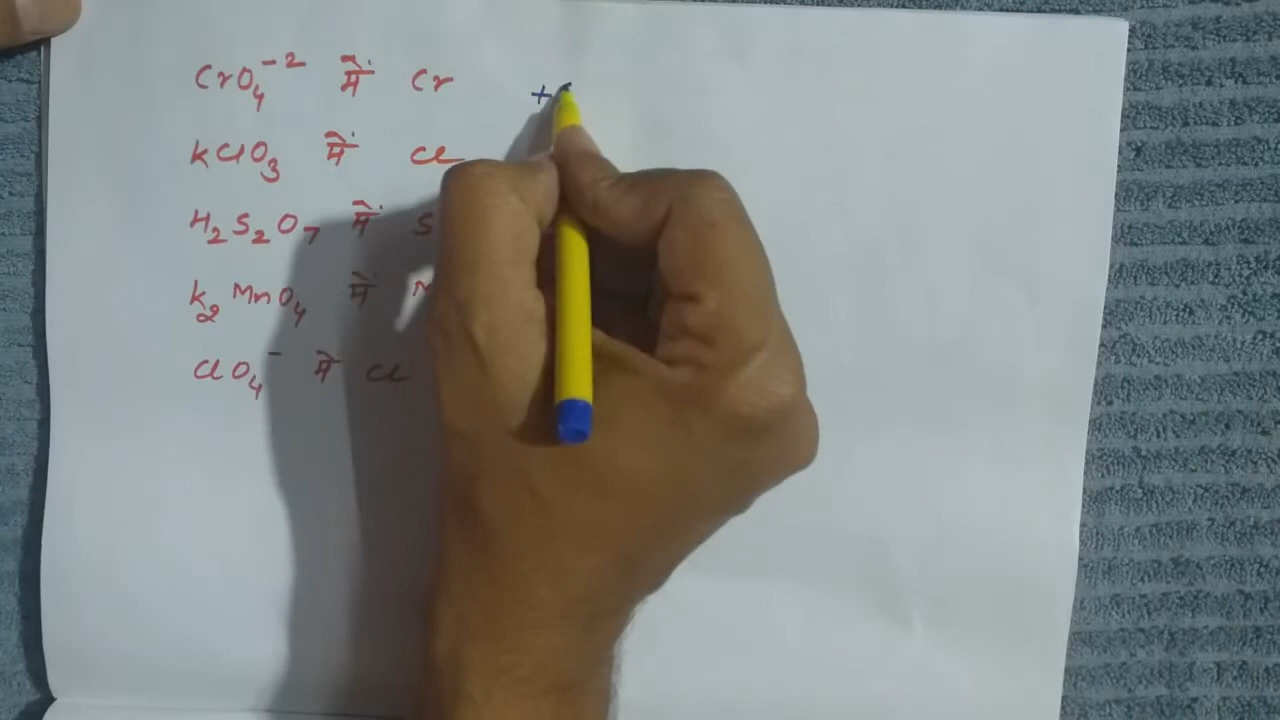 CrO₄⁻² में Cr +
KClO₃ में Cl
H₂S₂O₇ में S
K₂MnO₄ में
ClO₄⁻ में Cl